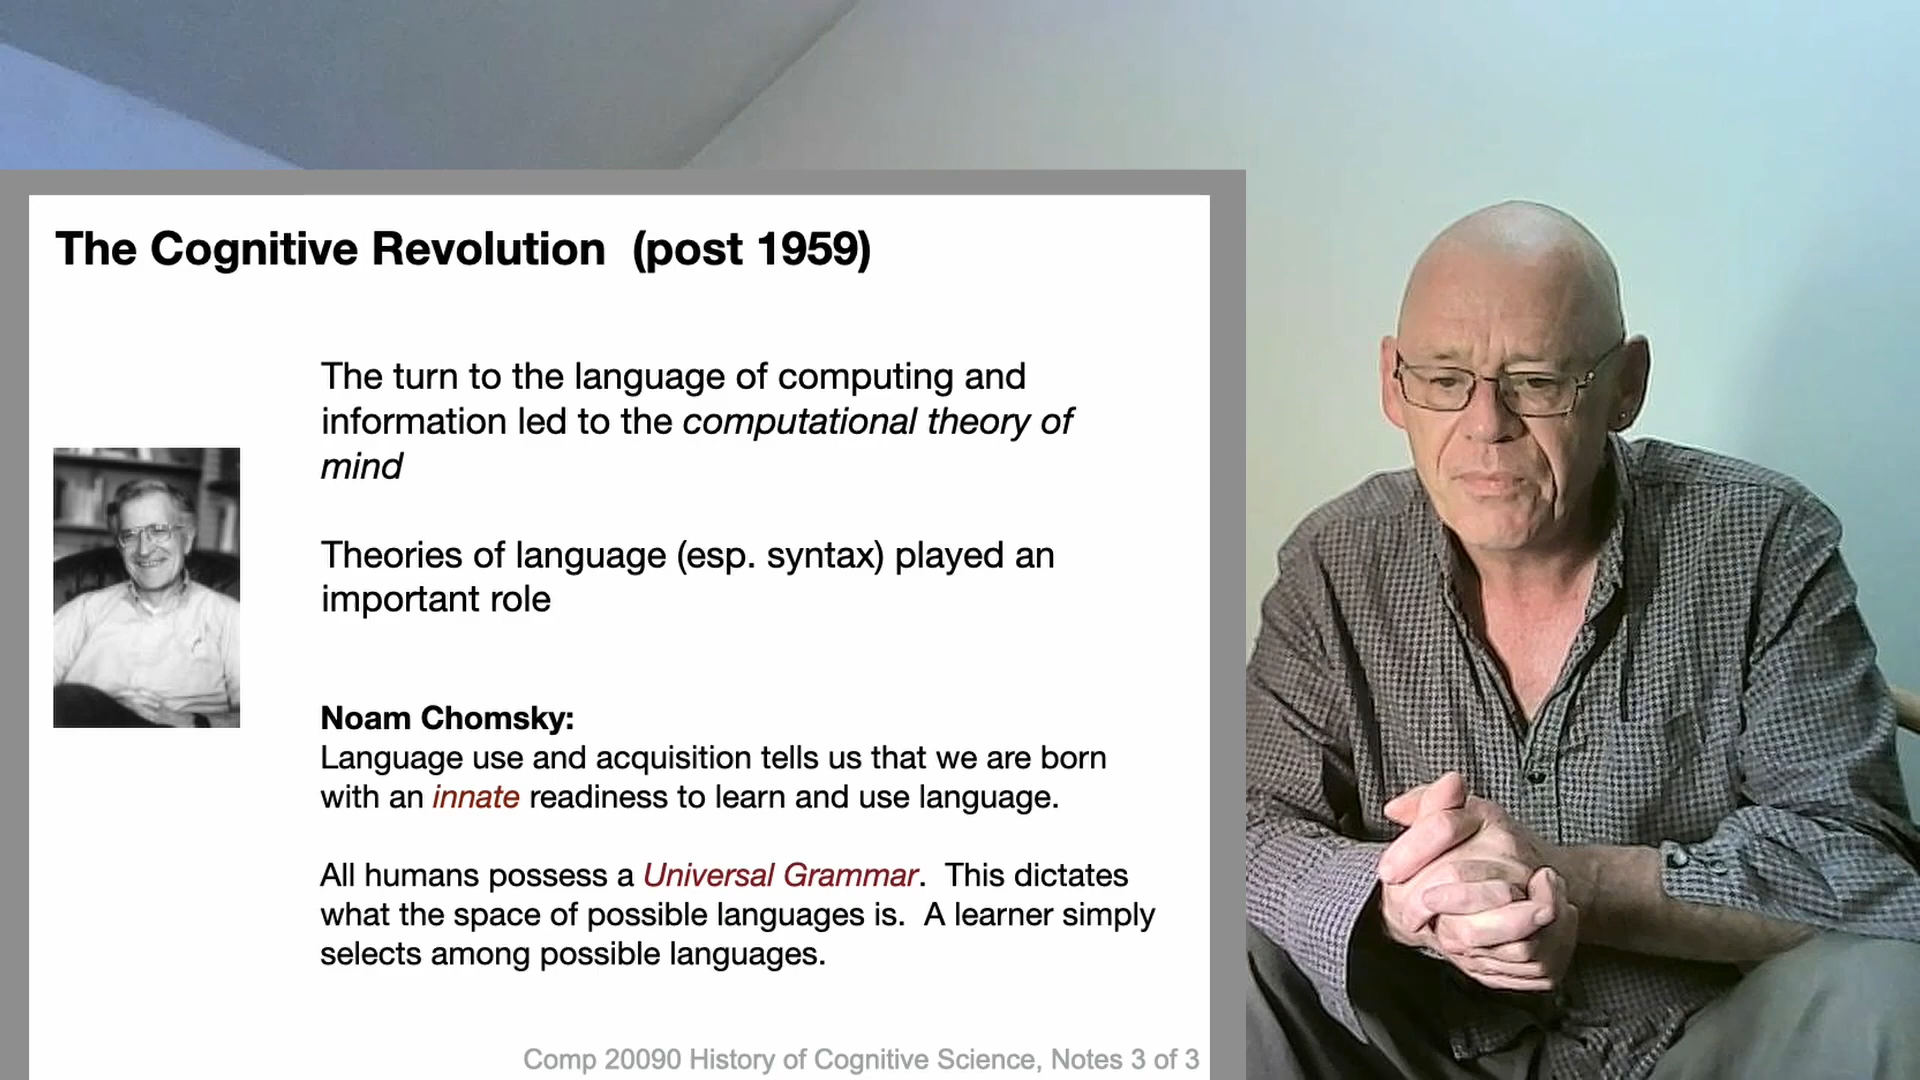 The Cognitive Revolution (post 1959)
The turn to the language of computing and
information led to the computational theory of
mind
Theories of language (esp. syntax) played an
important role
Noam Chomsky:
Language use and acquisition tells us that we are born
with an innate readiness to learn and use language.
All humans possess a Universal Grammar. This dictates
what the space of possible languages is. A learner simply
selects among possible languages.
Comp 20090 History of Cognitive Science, Notes 3 of 3